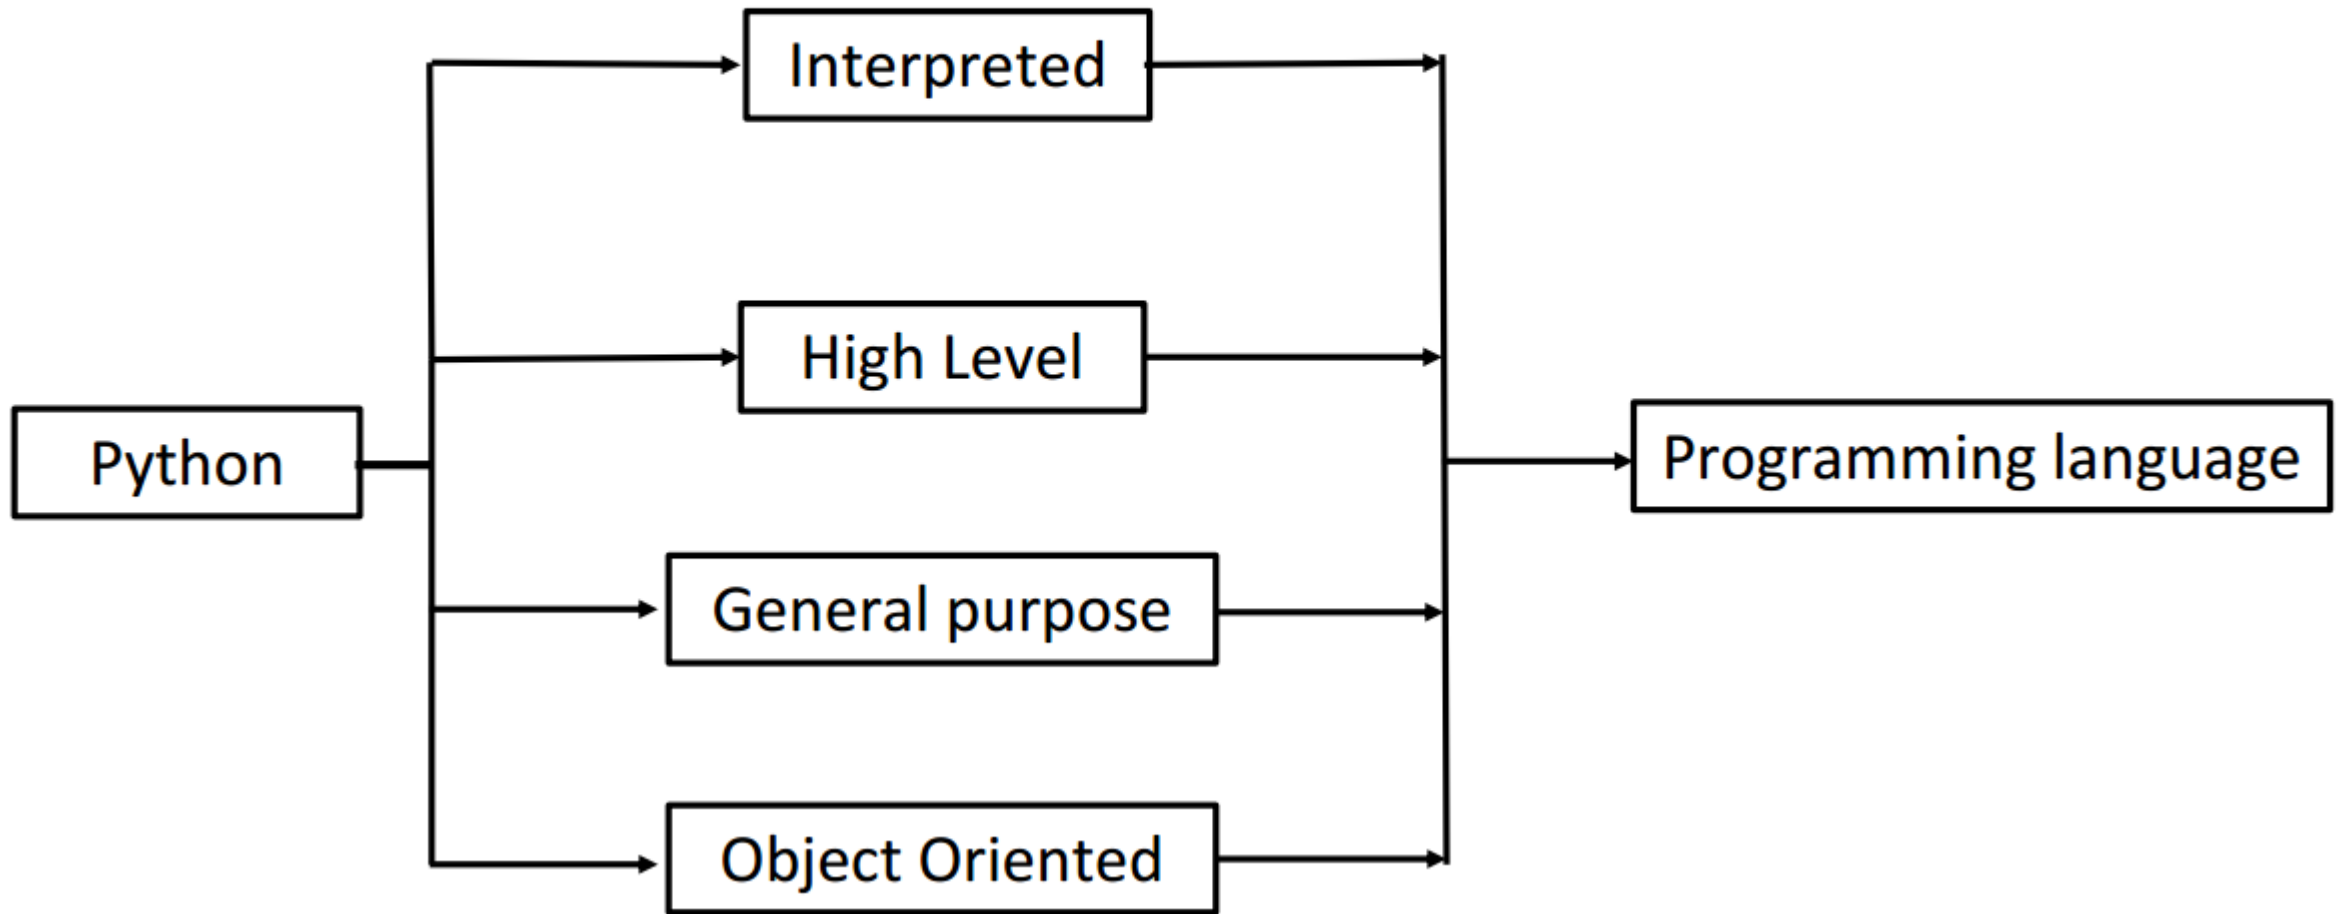 Interpreted
High Level
Python
Programming language
General purpose
Object Oriented